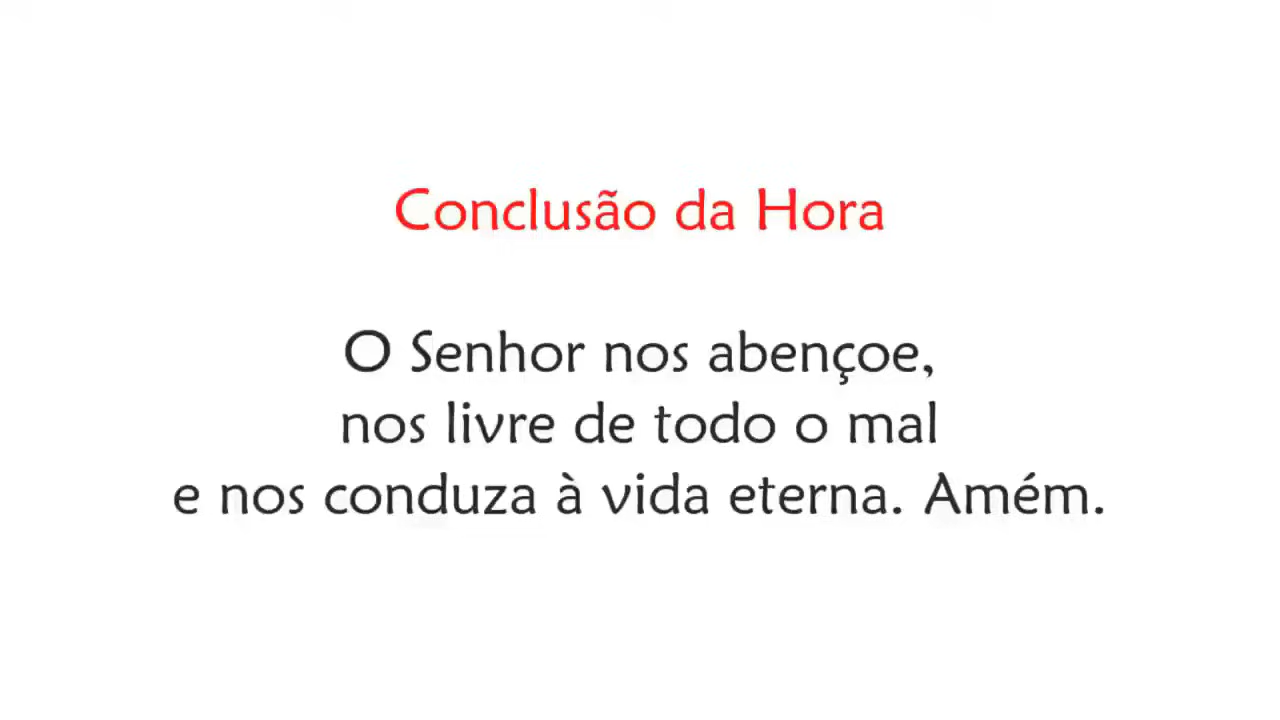 Conclusão da Hora
O Senhor nos abençoe,
nos livre de todo o mal
e nos conduza à vida eterna. Amém.